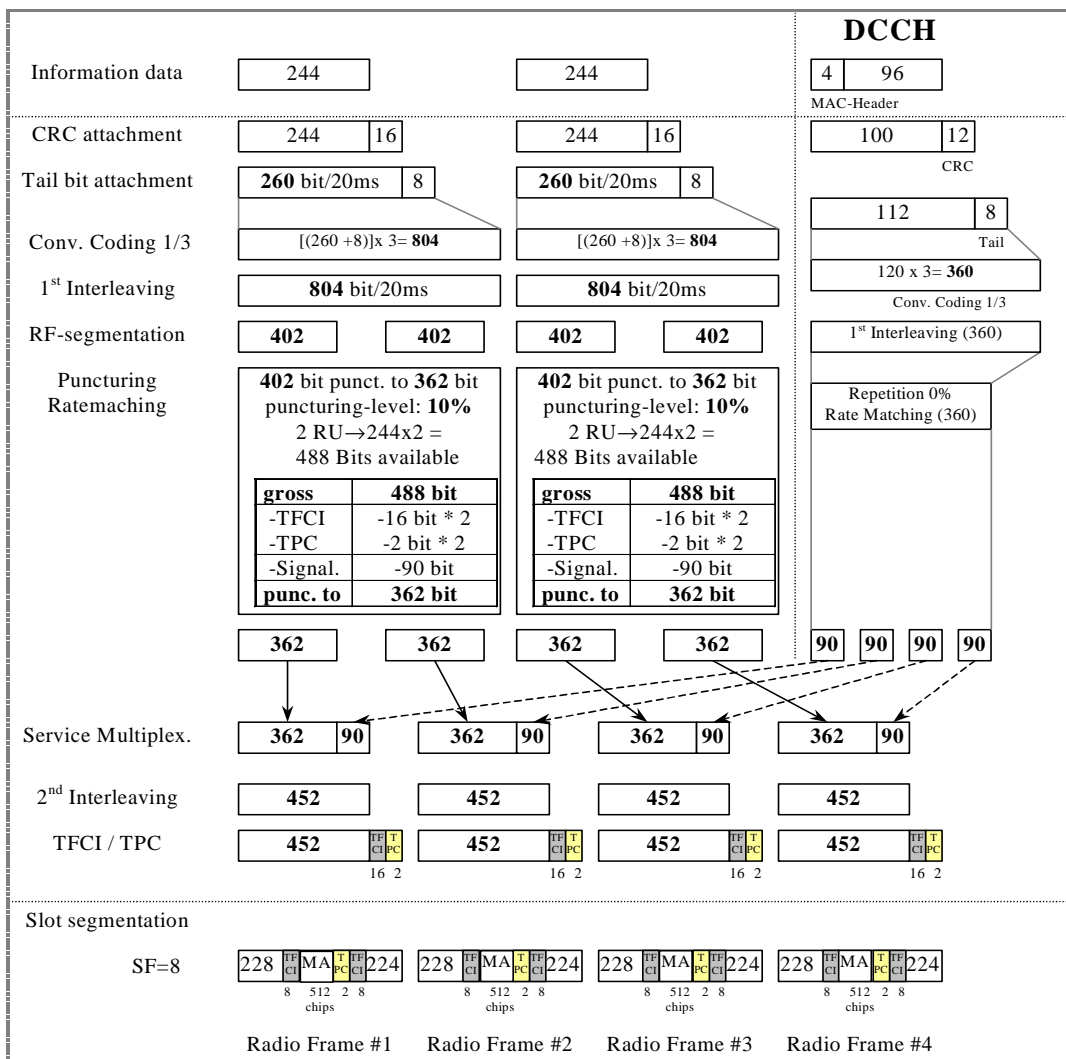 DCCH
Information data 244 244 4 96
MAC-Header
CRC attachment 244 16 244 16 100 12
CRC
Tail bit attachment 260 bit/20ms 8 260 bit/20ms 8
112 8
Tail
Conv. Coding 1/3 [(260 +8)]x 3= 804 [(260 +8)]x 3= 804
120 x 3= 360
Conv. Coding 1/3
1st Interleaving 804 bit/20ms 804 bit/20ms
RF-segmentation 402 402 402 402 1st Interleaving (360)
Puncturing
Ratemaching
402 bit punct. to 362 bit
puncturing-level: 10%
2 RU→244x2 =
488 Bits available
gross 488 bit
-TFCI -16 bit * 2
-TPC -2 bit * 2
-Signal. -90 bit
punc. to 362 bit
402 bit punct. to 362 bit
puncturing-level: 10%
2 RU→244x2 =
488 Bits available
gross 488 bit
-TFCI -16 bit * 2
-TPC -2 bit * 2
-Signal. -90 bit
punc. to 362 bit
Repetition 0%
Rate Matching (360)
362 362 362 362 90 90 90 90
Service Multiplex. 362 90 362 90 362 90 362 90
2nd Interleaving 452 452 452 452
TFCI / TPC 452 TF CI T PC 452 TF CI T PC 452 TF CI T PC 452 TF CI T PC
16 2 16 2 16 2 16 2
Slot segmentation
SF=8 228 TF CI MA T PC TF CI 224 228 TF CI MA T PC TF CI 224 228 TF CI MA T PC TF CI 224 228 TF CI MA T PC TF CI 224
8 512 2 8 8 512 2 8 8 512 2 8 8 512 2 8
chips chips chips chips
Radio Frame #1 Radio Frame #2 Radio Frame #3 Radio Frame #4